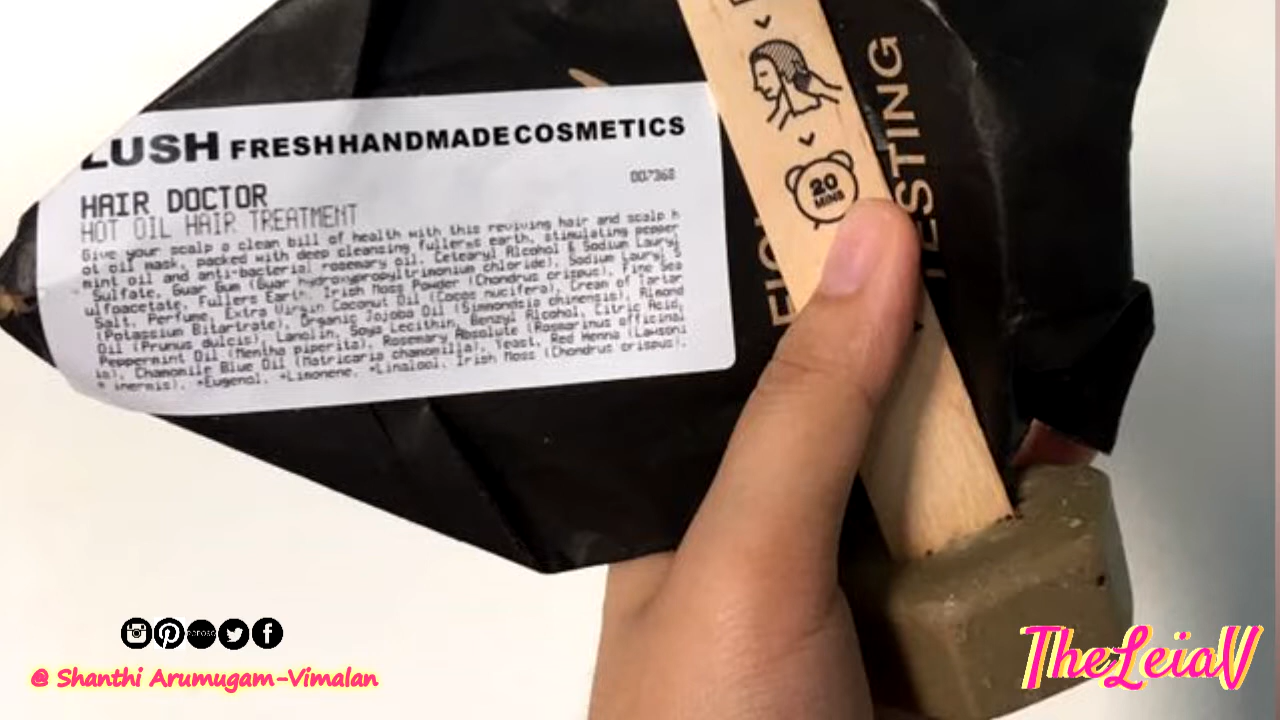 LUSH FRESH HANDMADE COSMETICS
007368
HAIR DOCTOR
HOT OIL HAIR TREATMENT
Give your scalp a clean bill of health with this reviving hair and scalp h
ot oil mask, packed with deep cleansing fullers earth, stimulating pepper
mint oil and anti-bacterial rosemary oil. Cetearyl Alcohol & Sodium Lauryl S
Sulfate, Guar Gum (Guar hydroxypropyltrimonium chloride), Sodium Lauryl S
ulfoacetate, Fullers Earth, Irish Moss Powder (Chondrus crispus), Fine Sea
Salt, Perfume, Extra Virgin Coconut Oil (Cocos nucifera), Cream of Tartar
(Potassium Bitartrate), Organic Jojoba Oil (Simmondsia chinensis), Almond
Oil (Prunus dulcis), Lanolin, Soya Lecithin, Benzyl Alcohol, Citric Acid,
Peppermint Oil (Mentha piperita), Rosemary Absolute (Rosmarinus officinal
is), Chamomile Blue Oil (Matricaria chamomilla), Yeast, Red Henna (Lawsoni
a inermis), *Eugenol, *Limonene, *Linalool, Irish Moss (Chondrus crispus).
20
MINS
TESTING
@ Shanthi Arumugam-Vimalan
TheLeiaV